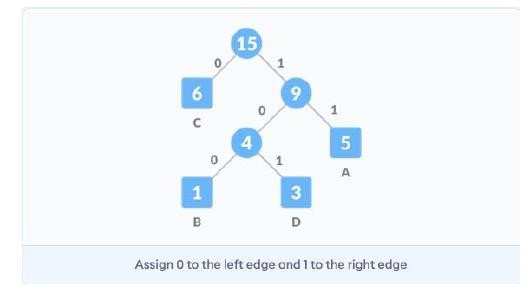 15
0 1
6 9
C
0 1
4 5
A
0 1
1 3
B D
Assign 0 to the left edge and 1 to the right edge